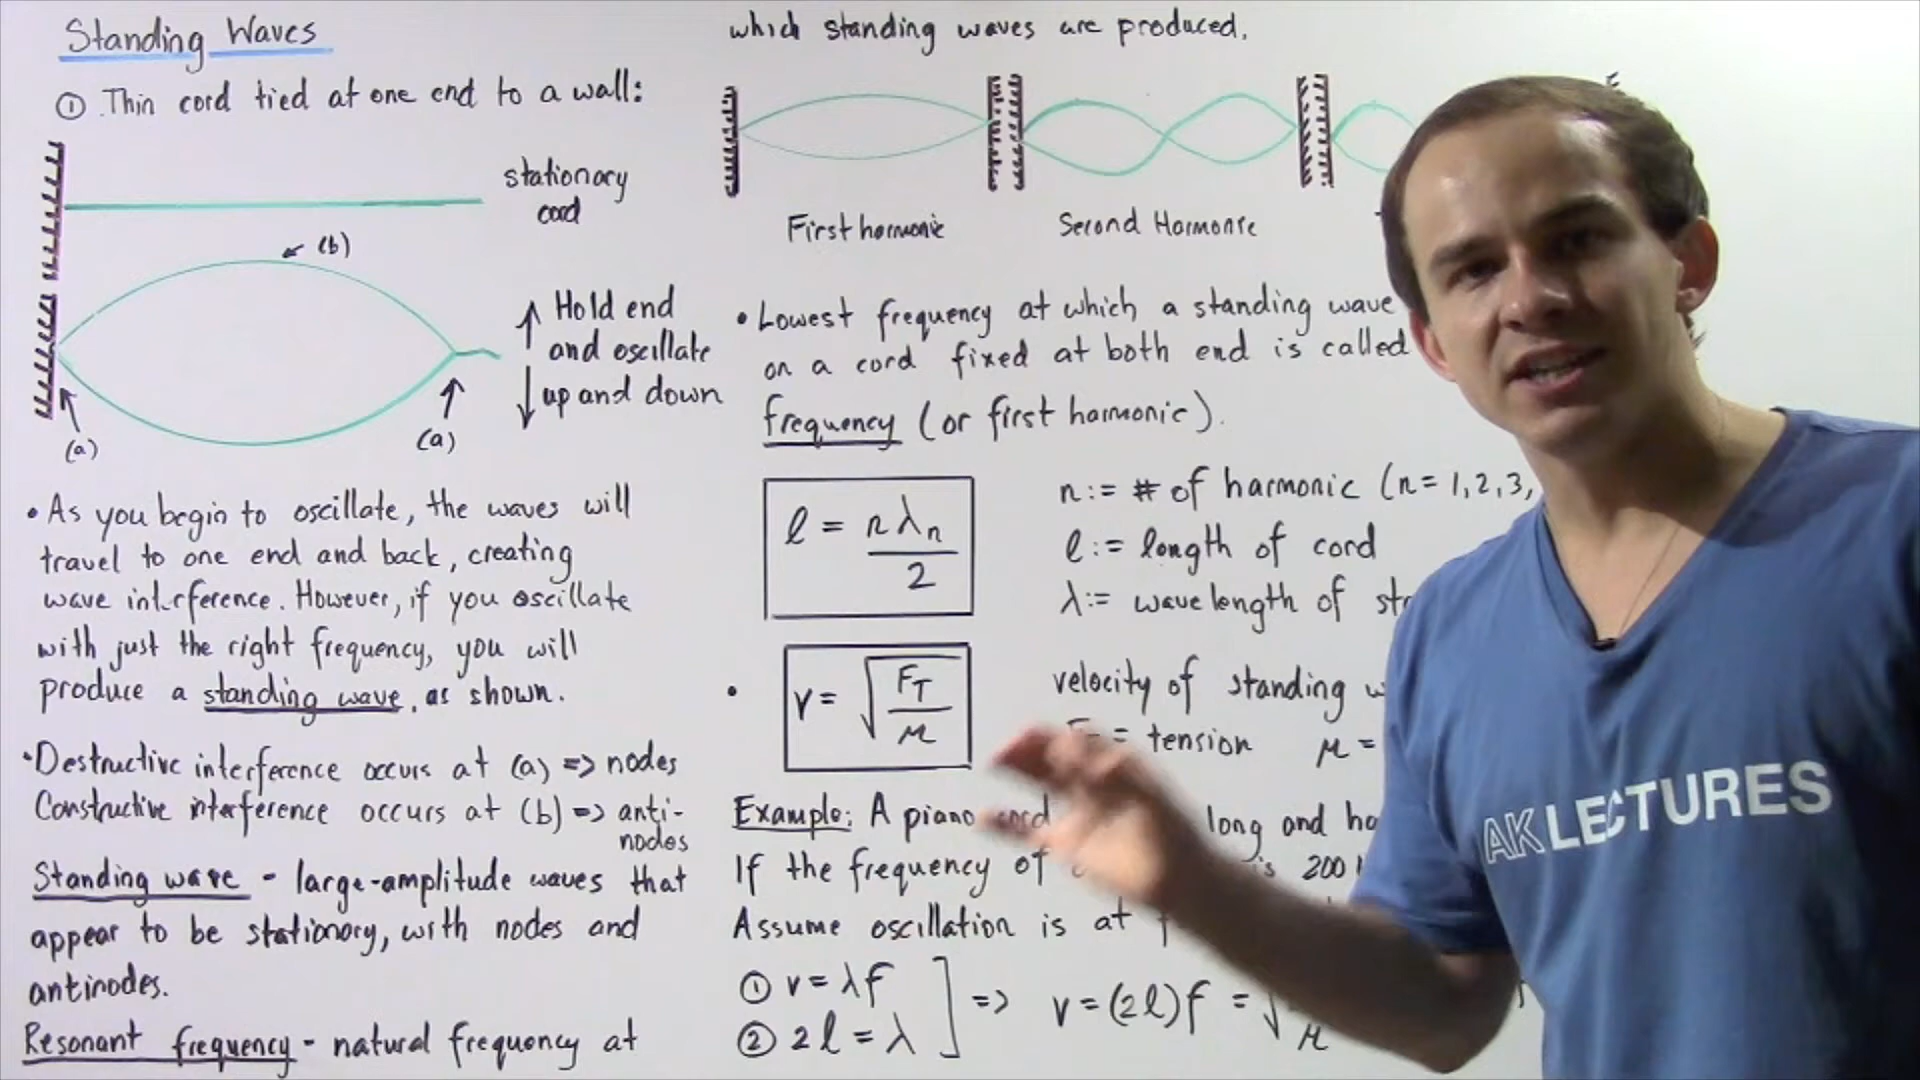 Standing Waves
① Thin cord tied at one end to a wall:
stationary
cord
(b)
↑ Hold end
and oscillate
↓ up and down
(a)
(a)
• As you begin to oscillate, the waves will
travel to one end and back, creating
wave interference. However, if you oscillate
with just the right frequency, you will
produce a standing wave, as shown.
• Destructive interference occurs at (a) => nodes
Constructive interference occurs at (b) => anti-
nodes
Standing wave - large-amplitude waves that
appear to be stationary, with nodes and
antinodes.
Resonant frequency - natural frequency at
which standing waves are produced.
First harmonic
Second Harmonic
• Lowest frequency at which a standing wave
on a cord fixed at both end is called
frequency (or first harmonic).
l = nλn/2
n := # of harmonic (n = 1, 2, 3,
l := length of cord
λ := wavelength of
• v = √(FT/μ)
velocity of standing
= tension μ =
Example: A piano cord long and
If the frequency of is 200
Assume oscillation is at
① v = λf
② 2l = λ
=> v = (2l)f = √ μ
AK LECTURES